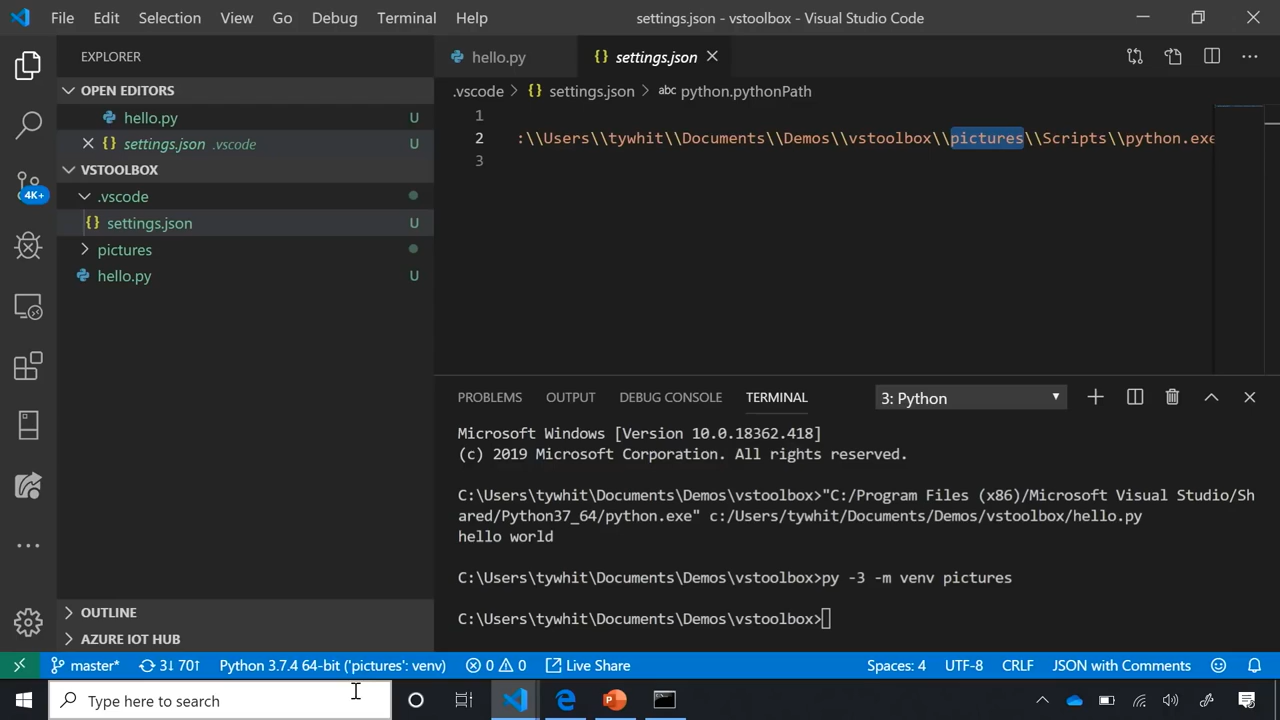 File Edit Selection View Go Debug Terminal Help
settings.json - vstoolbox - Visual Studio Code
EXPLORER
OPEN EDITORS
hello.py U
settings.json .vscode U
VSTOOLBOX
.vscode
settings.json U
pictures
hello.py U
OUTLINE
AZURE IOT HUB
4K+
hello.py
settings.json
.vscode > settings.json > abc python.pythonPath
1
2 :\\Users\\tywhit\\Documents\\Demos\\vstoolbox\\pictures\\Scripts\\python.exe
3
PROBLEMS OUTPUT DEBUG CONSOLE TERMINAL 3: Python
Microsoft Windows [Version 10.0.18362.418]
(c) 2019 Microsoft Corporation. All rights reserved.
C:\Users\tywhit\Documents\Demos\vstoolbox>"C:/Program Files (x86)/Microsoft Visual Studio/Sh
ared/Python37_64/python.exe" c:/Users/tywhit/Documents/Demos/vstoolbox/hello.py
hello world
C:\Users\tywhit\Documents\Demos\vstoolbox>py -3 -m venv pictures
C:\Users\tywhit\Documents\Demos\vstoolbox>
master* 3↓ 70↑ Python 3.7.4 64-bit ('pictures': venv) 0 0 Live Share Spaces: 4 UTF-8 CRLF JSON with Comments
Type here to search